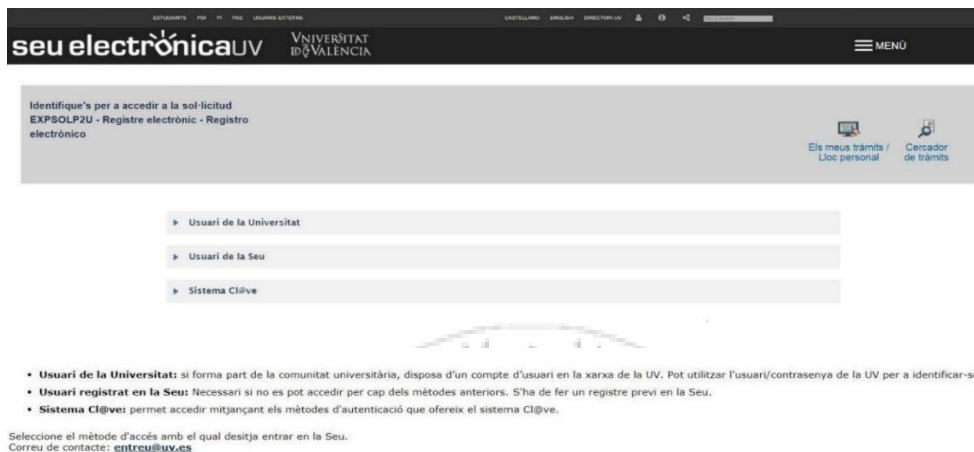 ESTUDIANTS PDI PI PAS USUARIS EXTERNS CASTELLANO ENGLISH DIRECTORI UV
seu electrònicaUV VNIVERSITAT
ID VALÈNCIA
MENÚ
Identifique's per a accedir a la sol·licitud
EXPSOLP2U - Registre electrònic - Registro
electrónico
Els meus tràmits /
Lloc personal
Cercador
de tràmits
Usuari de la Universitat
Usuari de la Seu
Sistema Cl@ve
• Usuari de la Universitat: si forma part de la comunitat universitària, disposa d'un compte d'usuari en la xarxa de la UV. Pot utilitzar l'usuari/contrasenya de la UV per a identificar-s
• Usuari registrat en la Seu: Necessari si no es pot accedir per cap dels mètodes anteriors. S'ha de fer un registre previ en la Seu.
• Sistema Cl@ve: permet accedir mitjançant els mètodes d'autenticació que ofereix el sistema Cl@ve.
Seleccione el mètode d'accés amb el qual desitja entrar en la Seu.
Correu de contacte: entreu@uv.es